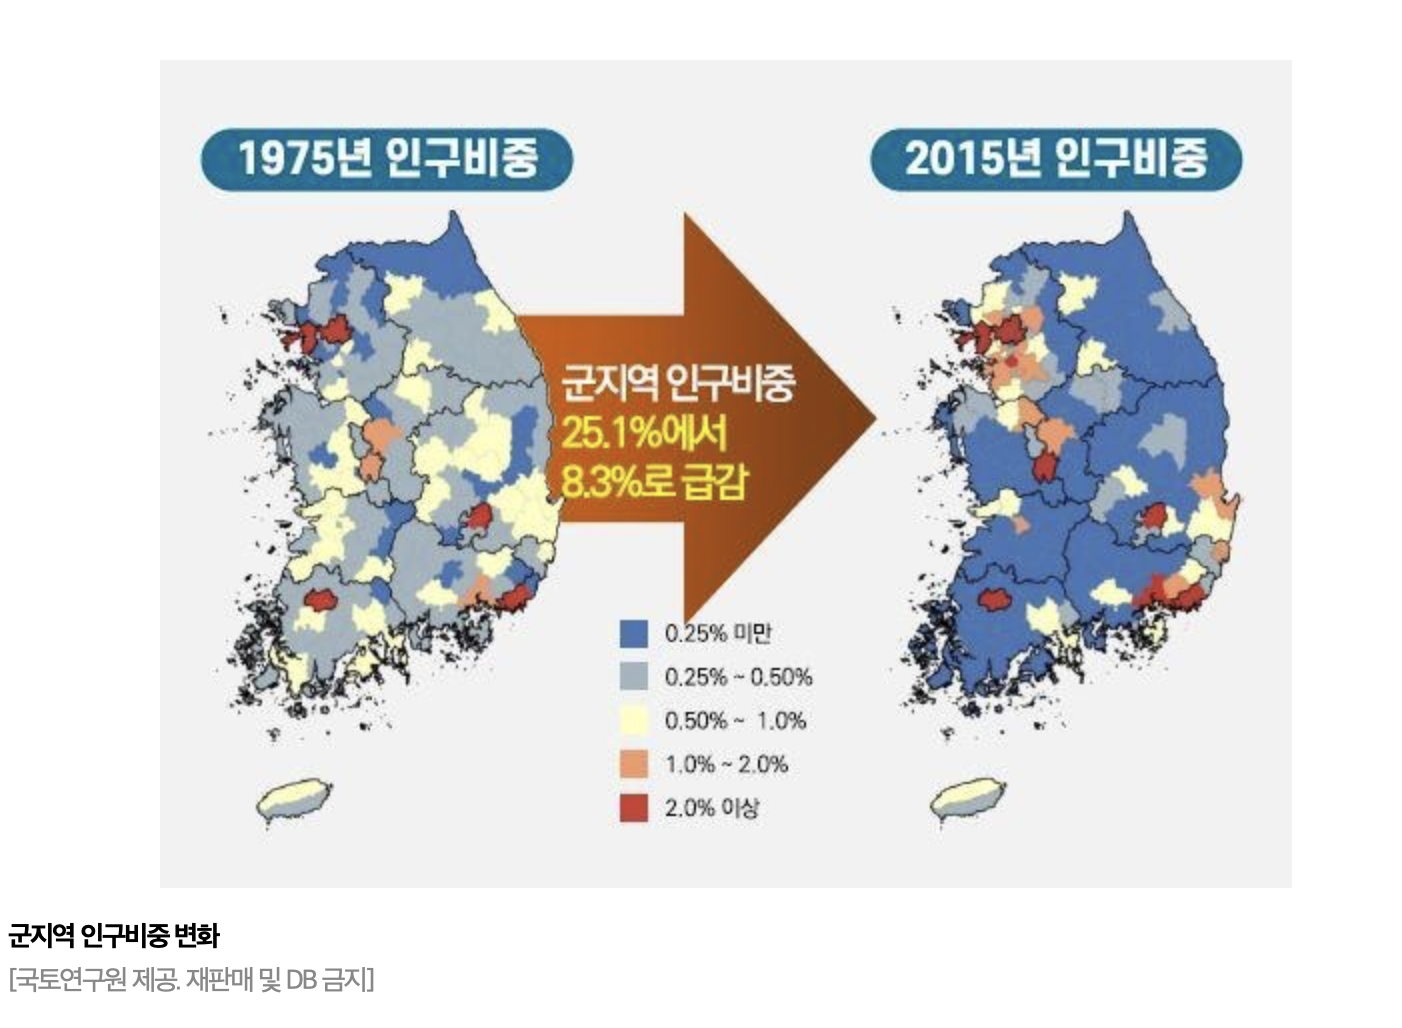 1975년 인구비중
2015년 인구비중
군지역 인구비중
25.1%에서
8.3%로 급감
0.25% 미만
0.25% ~ 0.50%
0.50% ~ 1.0%
1.0% ~ 2.0%
2.0% 이상
군지역 인구비중 변화
[국토연구원 제공. 재판매 및 DB 금지]